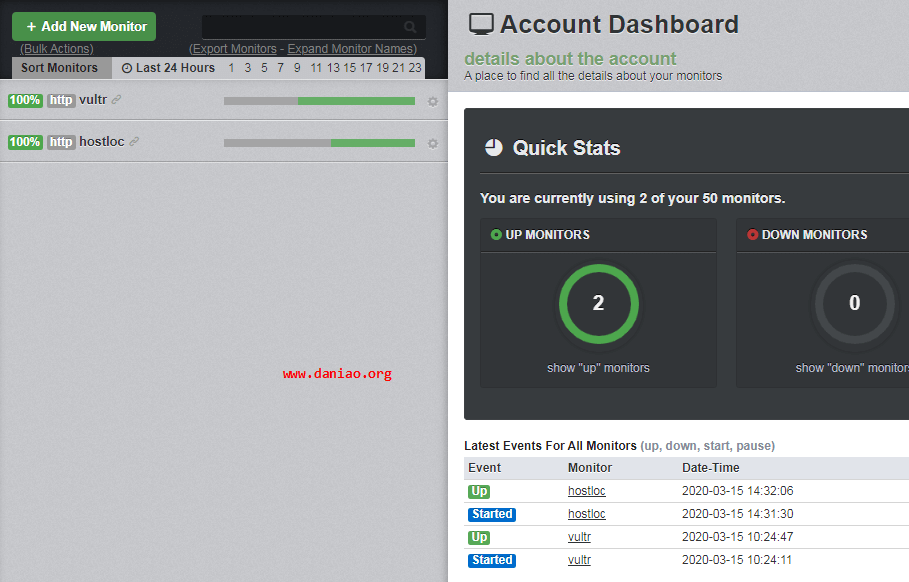 + Add New Monitor
(Bulk Actions)
(Export Monitors - Expand Monitor Names)
Sort Monitors
Last 24 Hours 1 3 5 7 9 11 13 15 17 19 21 23
100% http vultr
100% http hostloc
www.daniao.org
Account Dashboard
details about the account
A place to find all the details about your monitors
Quick Stats
You are currently using 2 of your 50 monitors.
UP MONITORS
2
show "up" monitors
DOWN MONITORS
0
show "down" monitors
Latest Events For All Monitors (up, down, start, pause)
Event Monitor Date-Time
Up hostloc 2020-03-15 14:32:06
Started hostloc 2020-03-15 14:31:30
Up vultr 2020-03-15 10:24:47
Started vultr 2020-03-15 10:24:11